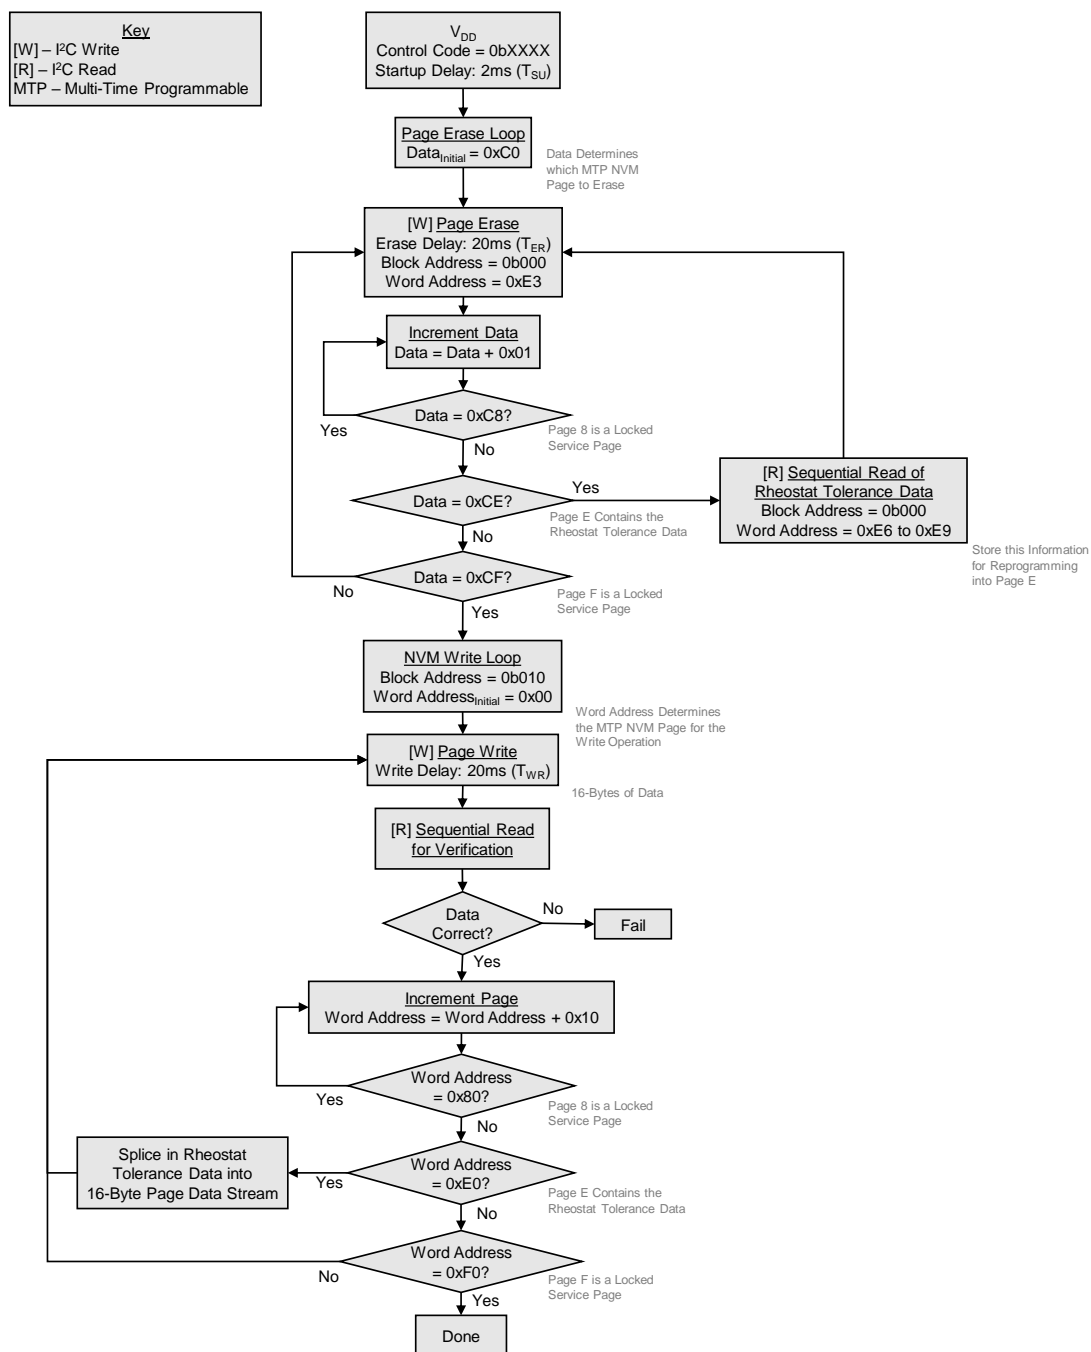 Key
[W] – I²C Write
[R] – I²C Read
MTP – Multi-Time Programmable
V_DD
Control Code = 0bXXXX
Startup Delay: 2ms (T_SU)
Page Erase Loop
Data_Initial = 0xC0
Data Determines
which MTP NVM
Page to Erase
[W] Page Erase
Erase Delay: 20ms (T_ER)
Block Address = 0b000
Word Address = 0xE3
Increment Data
Data = Data + 0x01
Data = 0xC8?
Yes
Page 8 is a Locked
Service Page
No
Data = 0xCE?
Yes
Page E Contains the
Rheostat Tolerance Data
[R] Sequential Read of
Rheostat Tolerance Data
Block Address = 0b000
Word Address = 0xE6 to 0xE9
Store this Information
for Reprogramming
into Page E
No
Data = 0xCF?
No
Page F is a Locked
Service Page
Yes
NVM Write Loop
Block Address = 0b010
Word Address_Initial = 0x00
Word Address Determines
the MTP NVM Page for the
Write Operation
[W] Page Write
Write Delay: 20ms (T_WR)
16-Bytes of Data
[R] Sequential Read
for Verification
Data
Correct?
No
Fail
Yes
Increment Page
Word Address = Word Address + 0x10
Word Address
= 0x80?
Yes
Page 8 is a Locked
Service Page
No
Word Address
= 0xE0?
Yes
Splice in Rheostat
Tolerance Data into
16-Byte Page Data Stream
Page E Contains the
Rheostat Tolerance Data
No
Word Address
= 0xF0?
No
Page F is a Locked
Service Page
Yes
Done